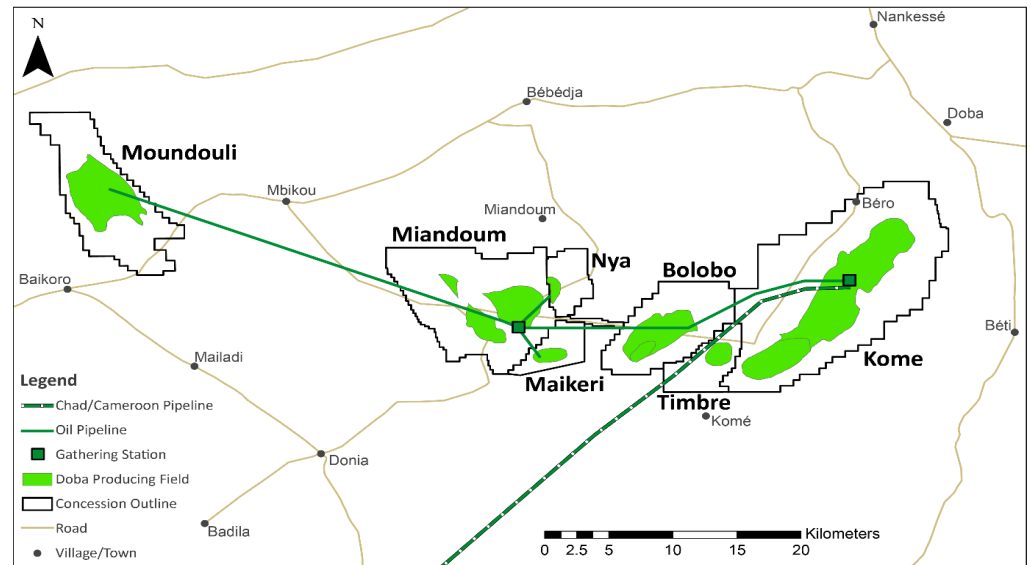 N
Nankessé
Bébédja
Doba
Moundouli
Mbikou
Miandoum
Béro
Miandoum
Nya
Bolobo
Baikoro
Béti
Mailadi
Maikeri
Kome
Timbre
Komé
Legend
Chad/Cameroon Pipeline
Oil Pipeline
Gathering Station
Doba Producing Field
Concession Outline
Road
Village/Town
Donia
Badila
Kilometers
0 2.5 5 10 15 20